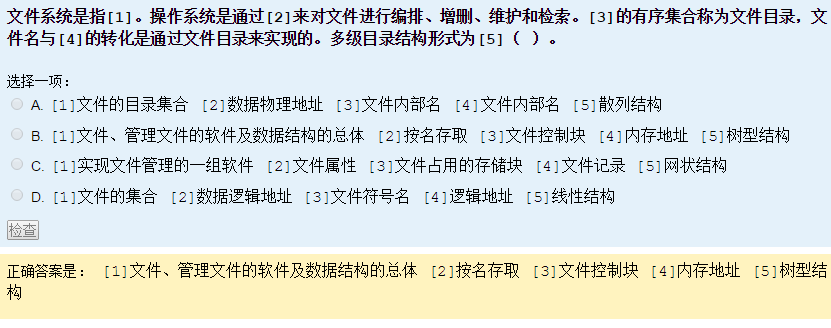 文件系统是指[1]。操作系统是通过[2]来对文件进行编排、增删、维护和检索。[3]的有序集合称为文件目录，文
件名与[4]的转化是通过文件目录来实现的。多级目录结构形式为[5]（ ）。
选择一项：
A. [1]文件的目录集合 [2]数据物理地址 [3]文件内部名 [4]文件内部名 [5]散列结构
B. [1]文件、管理文件的软件及数据结构的总体 [2]按名存取 [3]文件控制块 [4]内存地址 [5]树型结构
C. [1]实现文件管理的一组软件 [2]文件属性 [3]文件占用的存储块 [4]文件记录 [5]网状结构
D. [1]文件的集合 [2]数据逻辑地址 [3]文件符号名 [4]逻辑地址 [5]线性结构
检查
正确答案是： [1]文件、管理文件的软件及数据结构的总体 [2]按名存取 [3]文件控制块 [4]内存地址 [5]树型结
构